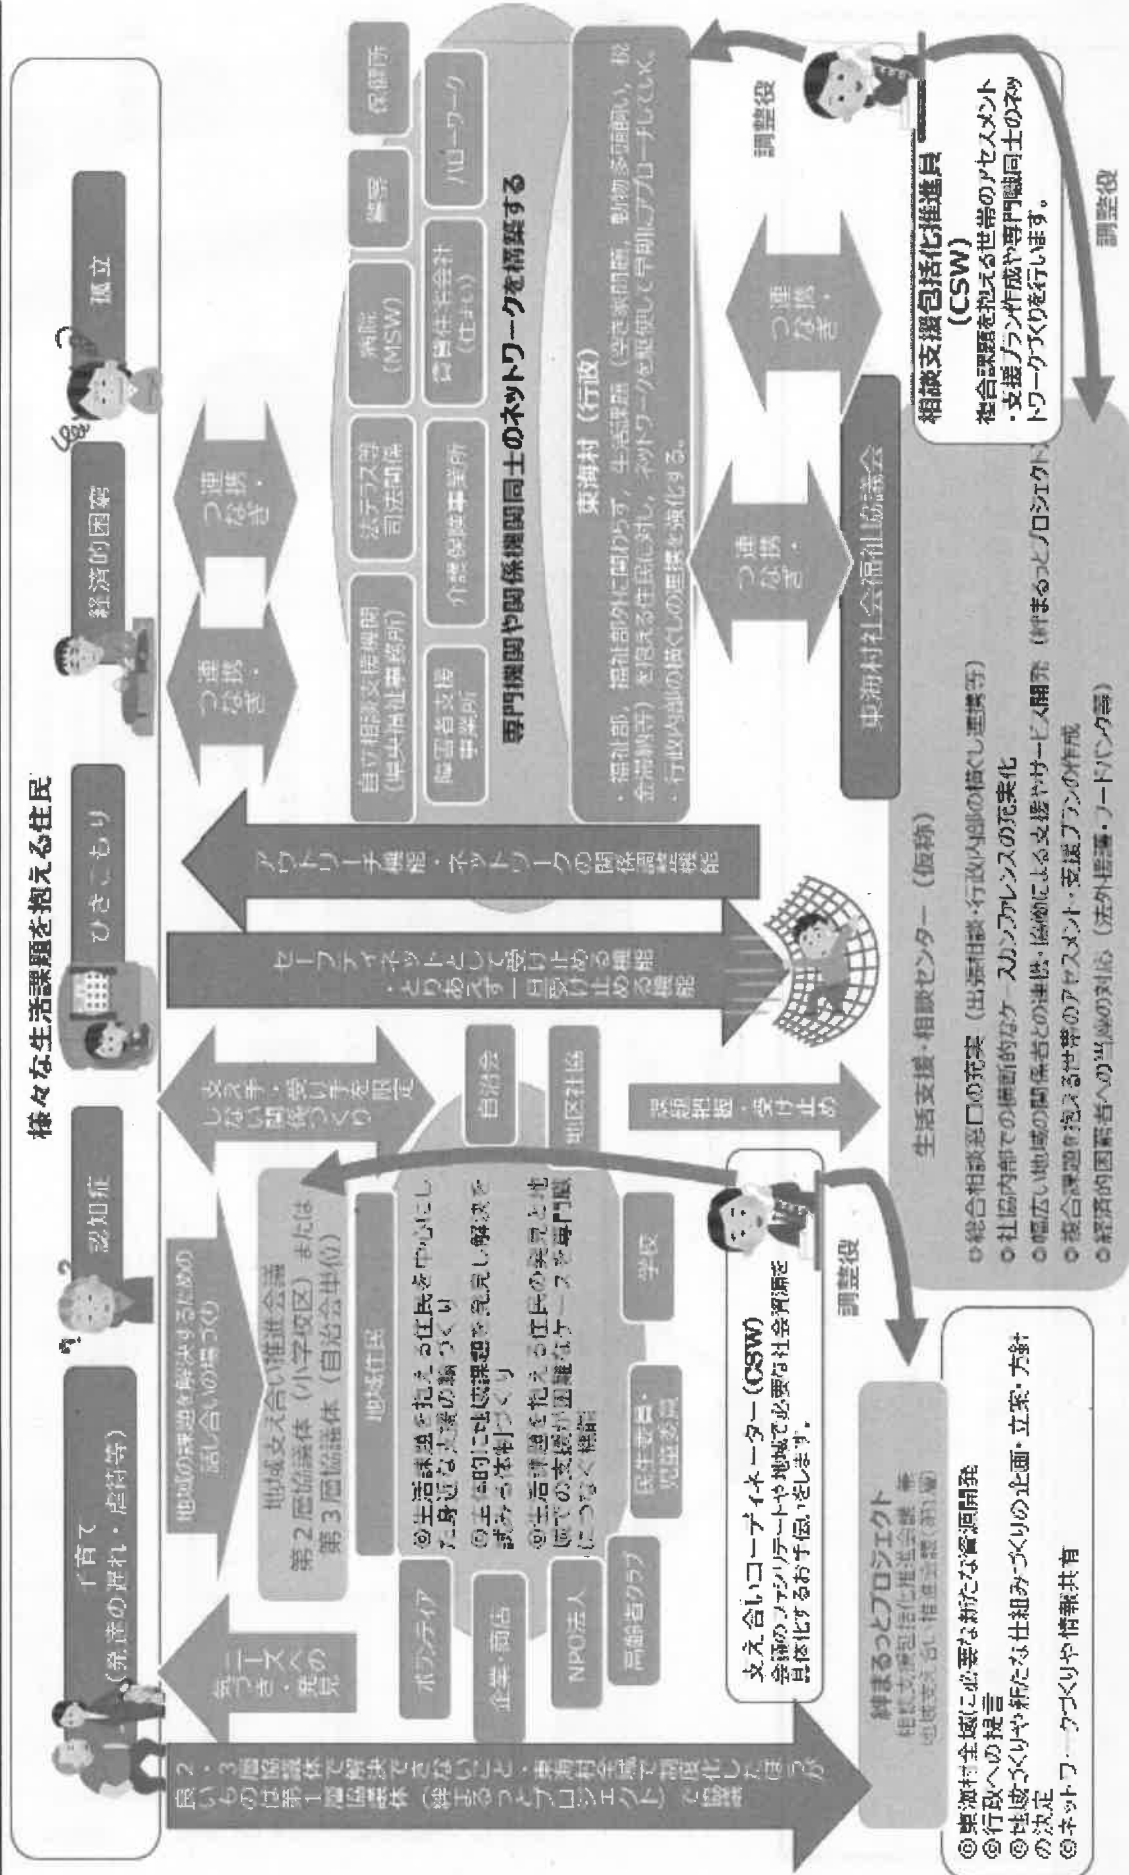 様々な生活課題を抱える住民
子育て
(発達の遅れ・虐待等)
認知症
ひきこもり
経済的困窮
孤立
ニーズへの
気づき・発見
地域の課題を解決するための
話し合いの場づくり
支え手・受け手を限定
しない関係づくり
セーフティネットとして受け止める機能
・とりあえず一旦受け止める機能
アウトリーチ機能・ネットワークの関係調整機能
連携・
つなぎ
連携・
つなぎ
2・3層協議体で解決できないこと・東海村全域で制度化したほうが
良いものは第1層協議体(絆まるっとプロジェクト)で協議
地域支え合い推進会議
第2層協議体(小学校区)または
第3層協議体(自治会単位)
地域住民
◎生活課題を抱える住民を中心にし
た身近な支援の輪づくり
◎主体的に地域課題を発見し解決を
試みる体制づくり
◎生活課題を抱える住民の発見と地
域での支援が困難なケースを専門職
につなぐ機能
ボランティア
企業・商店
NPO法人
高齢者クラブ
民生委員・
児童委員
学校
自治会
地区社協
課題把握・受け止め
自立相談支援機関
(県央福祉事務所)
法テラス等
司法関係
病院
(MSW)
警察
保健所
障害者支援
事業所
介護保険事業所
賃貸住宅会社
(住まい)
ハローワーク
専門機関や関係機関同士のネットワークを構築する
東海村(行政)
・福祉部,福祉部外に関わらず,生活課題(空き家問題,動物多頭飼い,税
金滞納等)を抱える住民に対し,ネットワークを駆使して早期にアプローチしていく。
・行政内部の横ぐしの連携を強化する。
連携・
つなぎ
連携・
つなぎ
調整役
東海村社会福祉協議会
相談支援包括化推進員
(CSW)
複合課題を抱える世帯のアセスメント
・支援プラン作成や専門職同士のネッ
トワークづくりを行います。
調整役
支え合いコーディネーター(CSW)
会議のファシリテートや地域で必要な社会資源を
具体化するお手伝いをします。
調整役
生活支援・相談センター(仮称)
◎総合相談窓口の充実(出張相談・行政内部の横ぐし連携等)
◎社協内部での横断的なケースカンファレンスの充実化
◎幅広い地域の関係者との連携・協働による支援やサービス開発(絆まるっとプロジェクト)
◎複合課題を抱える世帯のアセスメント・支援プランの作成
◎経済的困窮者への当座の対応(法外援護・フードバンク等)
絆まるっとプロジェクト
相談支援包括化推進会議 兼
地域支え合い推進会議(第1層)
◎東海村全域に必要な新たな資源開発
◎行政への提言
◎地域づくりや新たな仕組みづくりの企画・立案・方針
の決定
◎ネットワークづくりや情報共有